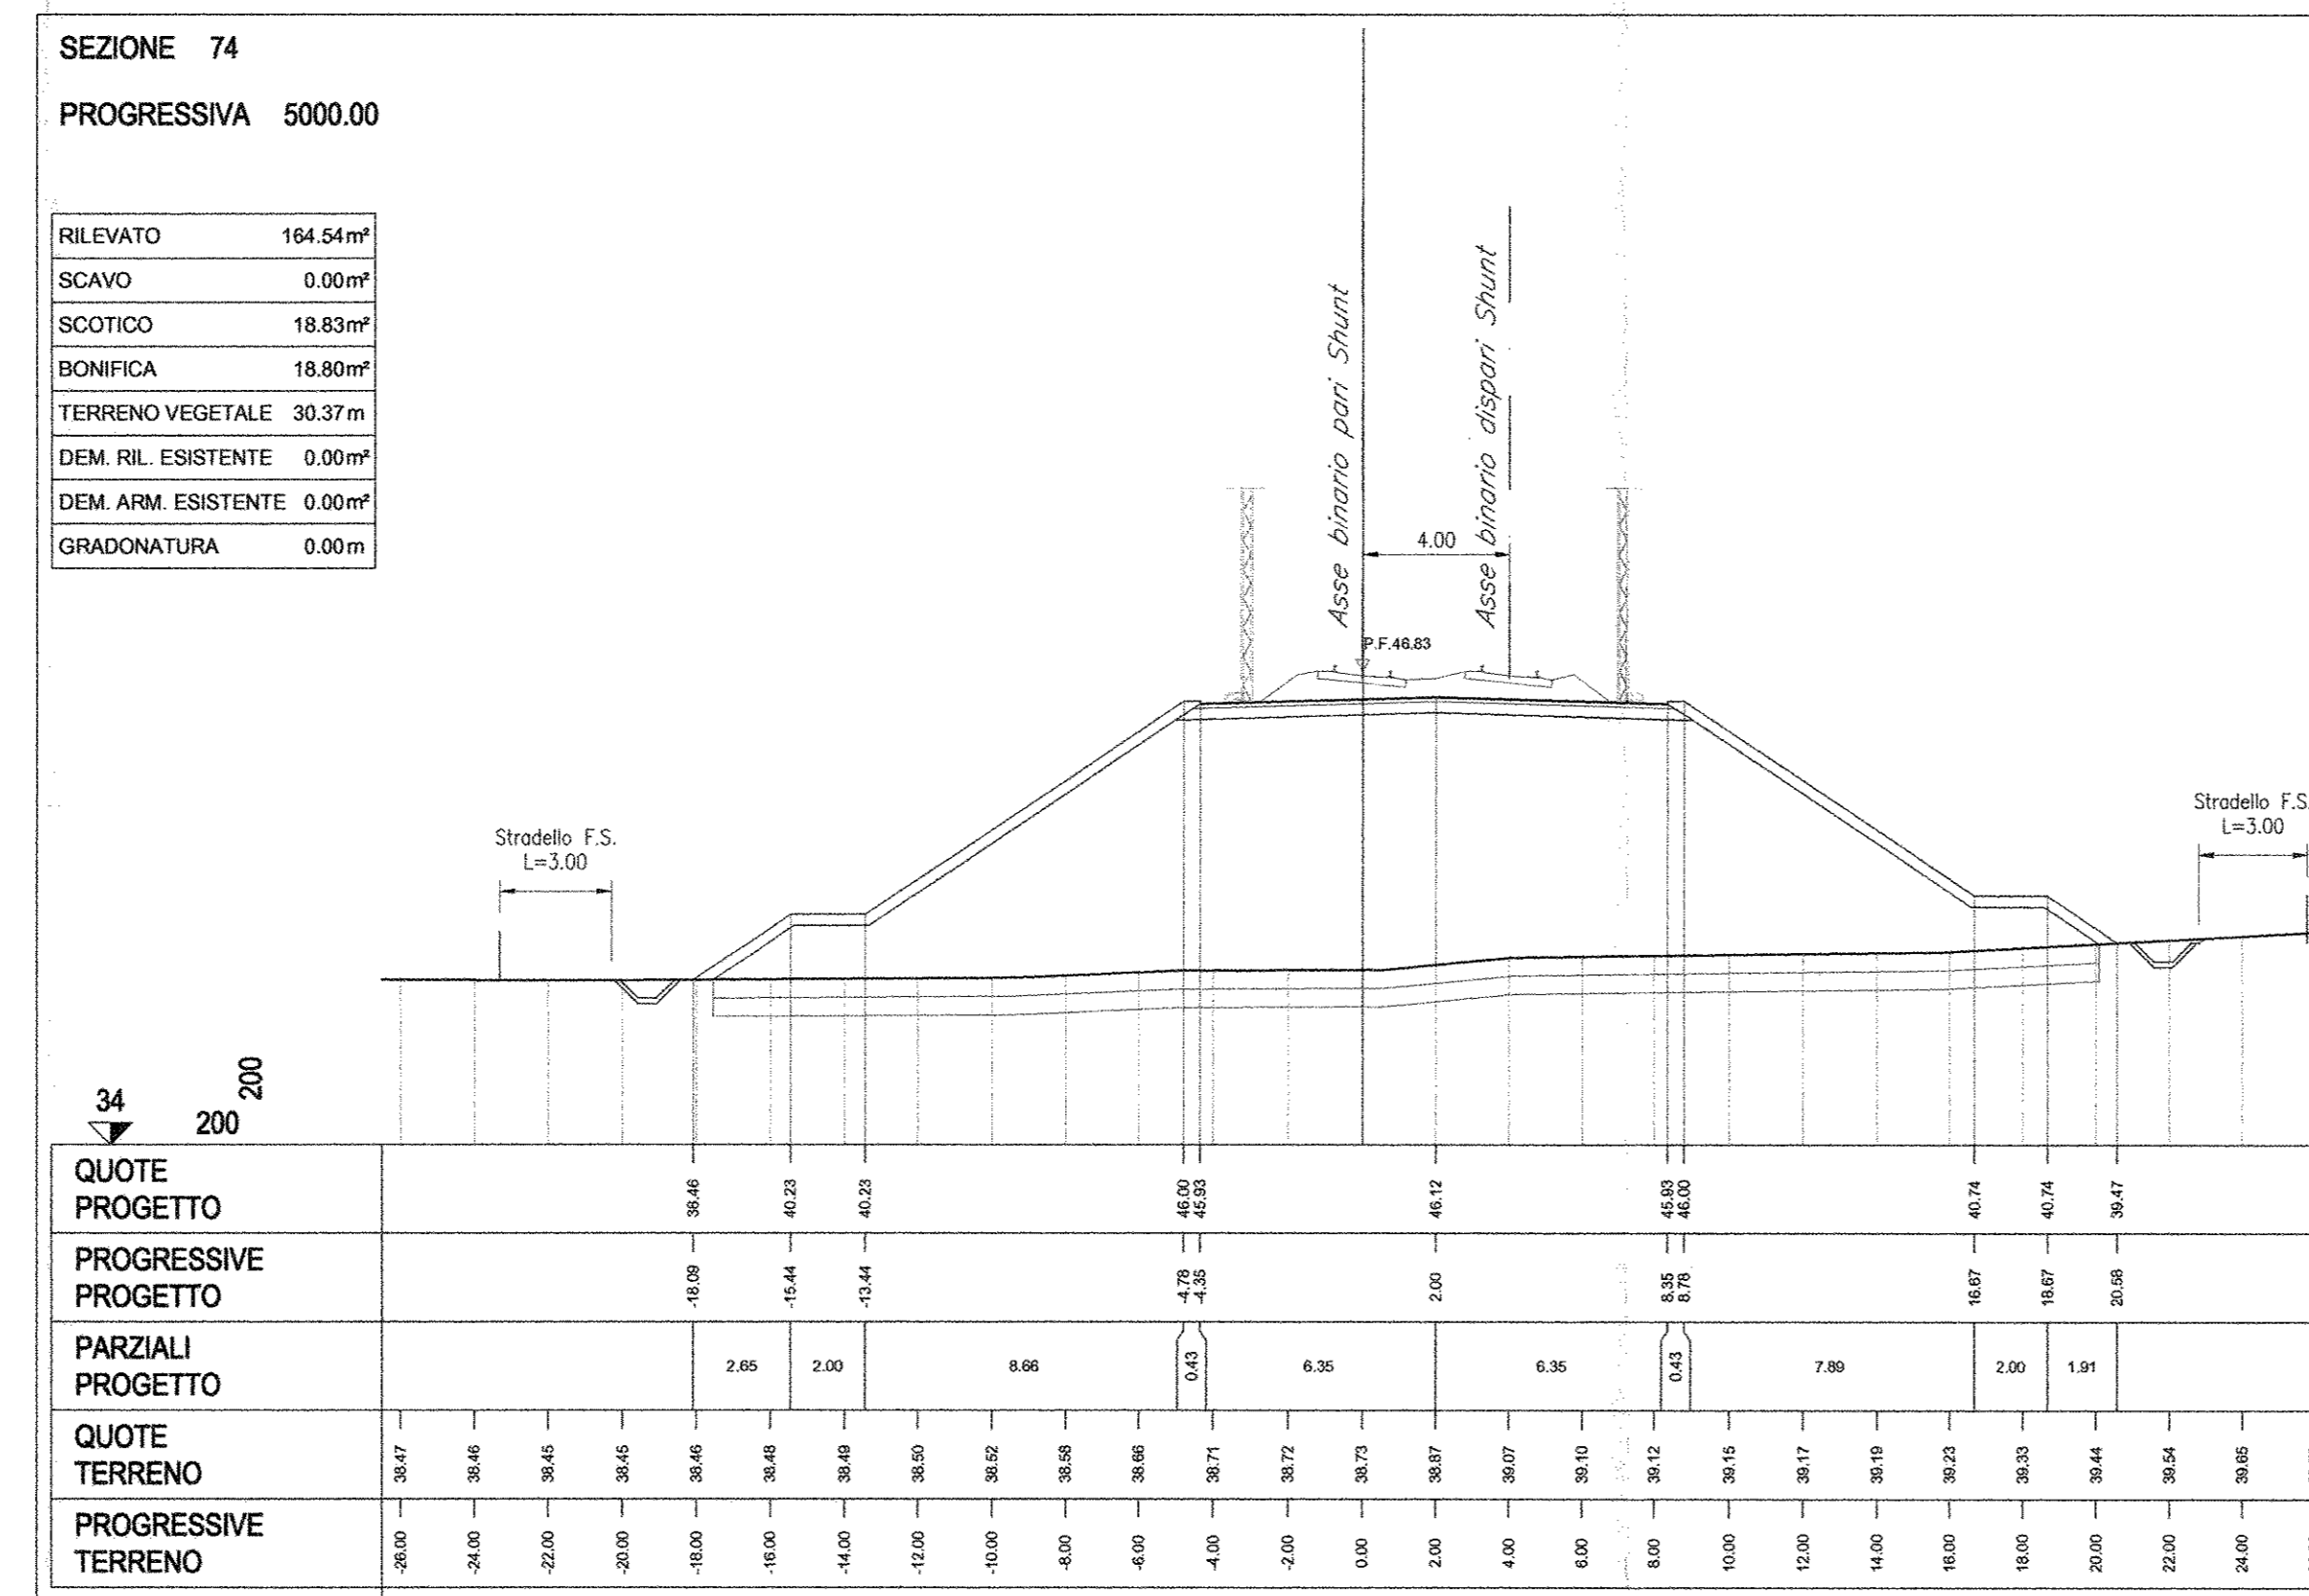 SEZIONE 74
PROGRESSIVA 5000.00
RILEVATO 164.54m²
SCAVO 0.00m²
SCOTICO 18.83m²
BONIFICA 18.80m²
TERRENO VEGETALE 30.37m
DEM. RIL. ESISTENTE 0.00m²
DEM. ARM. ESISTENTE 0.00m²
GRADONATURA 0.00m
Asse binario pari Shunt
Asse binario dispari Shunt
4.00
P.F.46.83
Stradello F.S.
L=3.00
Stradello F.S.
L=3.00
34
200
200
QUOTE
PROGETTO
38.46 40.23 40.23 46.00 45.93 46.12 45.93 46.00 40.74 40.74 39.47
PROGRESSIVE
PROGETTO
-18.09 -15.44 -13.44 -4.78 -4.35 2.00 8.35 8.78 16.67 18.67 20.58
PARZIALI
PROGETTO
2.65 2.00 8.66 0.43 6.35 6.35 0.43 7.89 2.00 1.91
QUOTE
TERRENO
38.47 38.46 38.45 38.45 38.46 38.48 38.49 38.50 38.52 38.58 38.66 38.71 38.72 38.73 38.87 39.07 39.10 39.12 39.15 39.17 39.19 39.23 39.33 39.44 39.54 39.65
PROGRESSIVE
TERRENO
-26.00 -24.00 -22.00 -20.00 -18.00 -16.00 -14.00 -12.00 -10.00 -8.00 -6.00 -4.00 -2.00 0.00 2.00 4.00 6.00 8.00 10.00 12.00 14.00 16.00 18.00 20.00 22.00 24.00